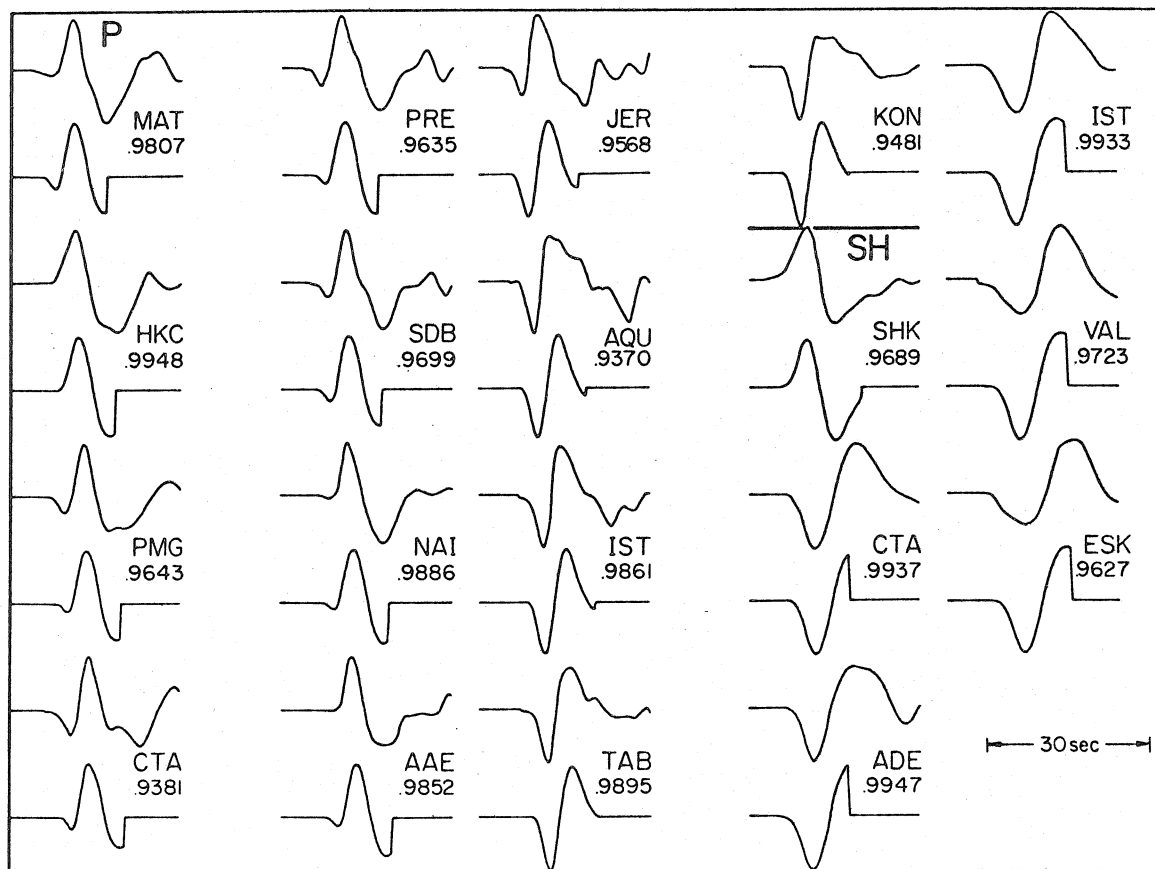 P
MAT
.9807
PRE
.9635
JER
.9568
KON
.9481
IST
.9933
SH
HKC
.9948
SDB
.9699
AQU
.9370
SHK
.9689
VAL
.9723
PMG
.9643
NAI
.9886
IST
.9861
CTA
.9937
ESK
.9627
CTA
.9381
AAE
.9852
TAB
.9895
ADE
.9947
30 sec